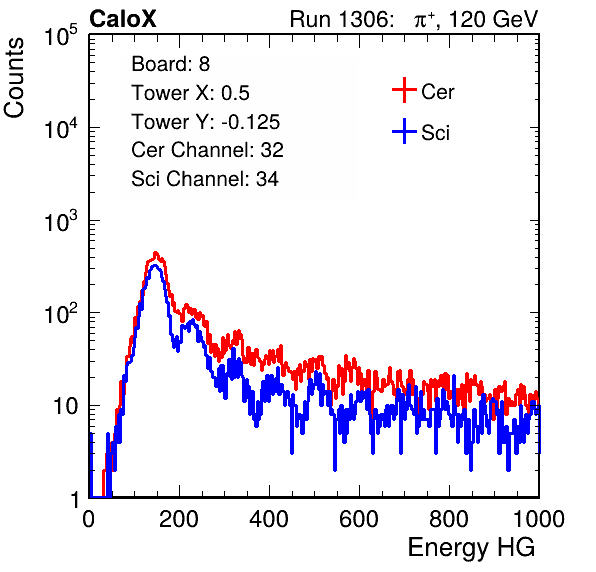 CaloX Run 1306: π⁺, 120 GeV
Board: 8
Tower X: 0.5
Tower Y: -0.125
Cer Channel: 32
Sci Channel: 34
Cer
Sci
Counts
10⁵
10⁴
10³
10²
10
1
0 200 400 600 800 1000
Energy HG